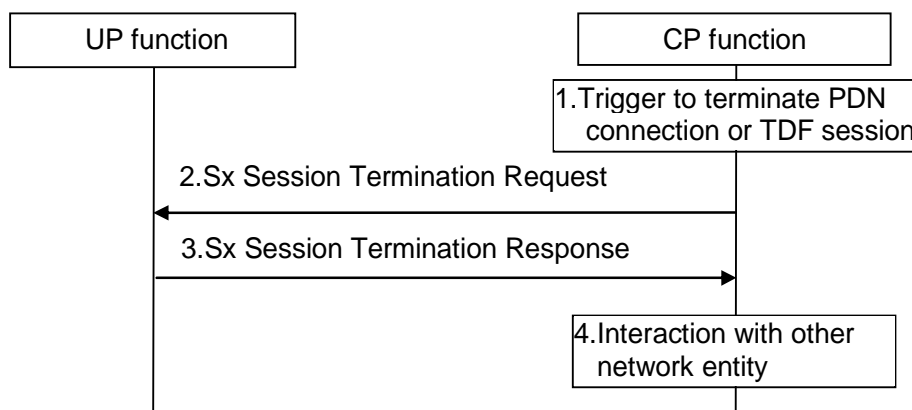 UP function
CP function
1.Trigger to terminate PDN
connection or TDF session
2.Sx Session Termination Request
3.Sx Session Termination Response
4.Interaction with other
network entity